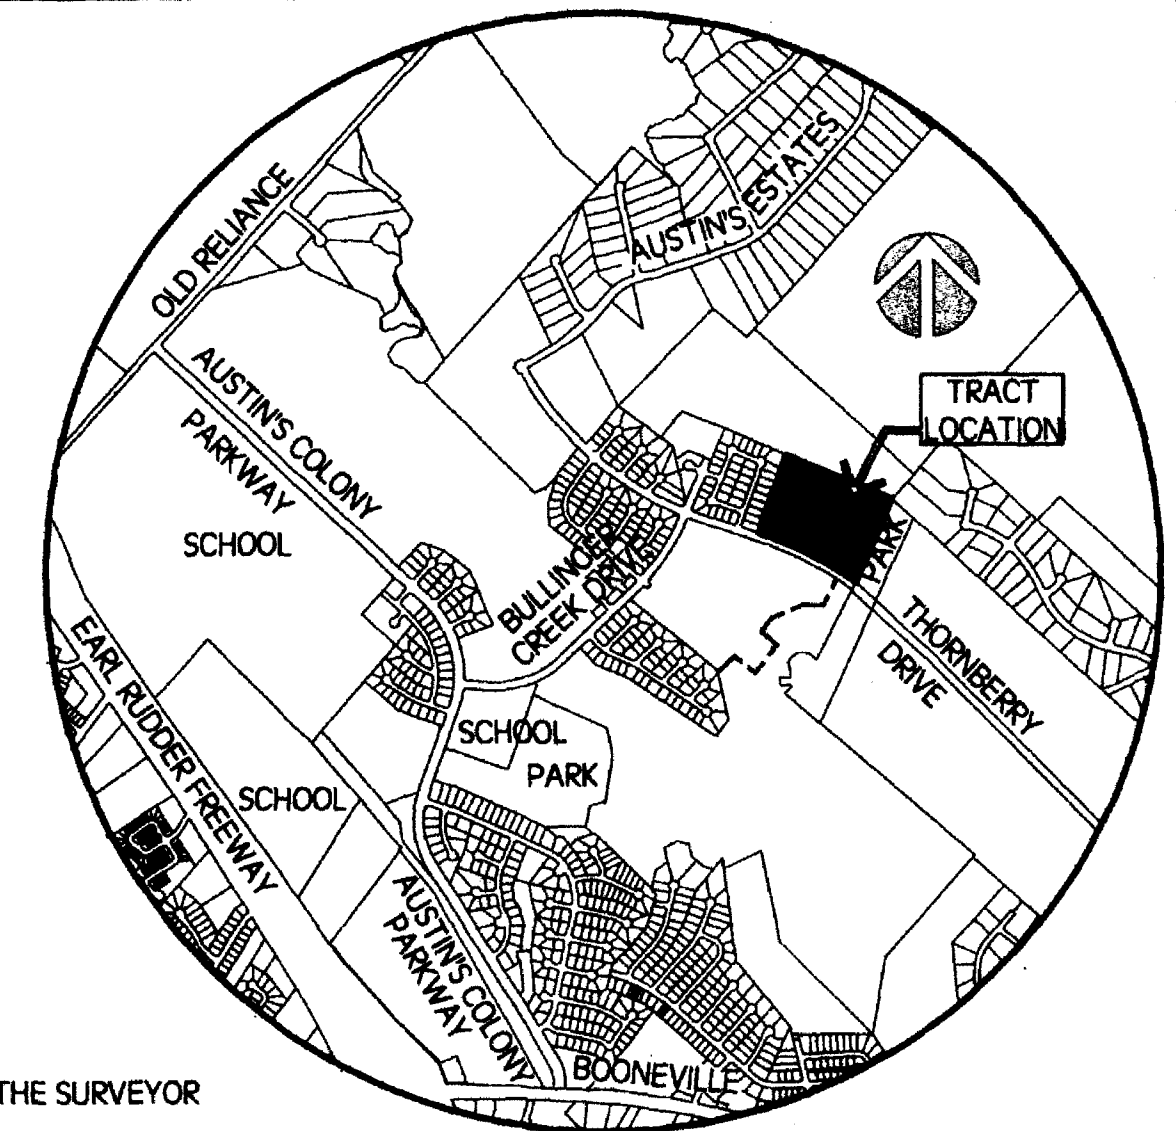 OLD RELIANCE
AUSTIN'S ESTATES
TRACT
LOCATION
AUSTIN'S COLONY
PARKWAY
SCHOOL
BULLINGER
CREEK DRIVE
PARK
THORNBERRY
DRIVE
EARL RUDDER FREEWAY
SCHOOL
PARK
SCHOOL
AUSTIN'S COLONY
PARKWAY
BOONEVILLE
THE SURVEYOR